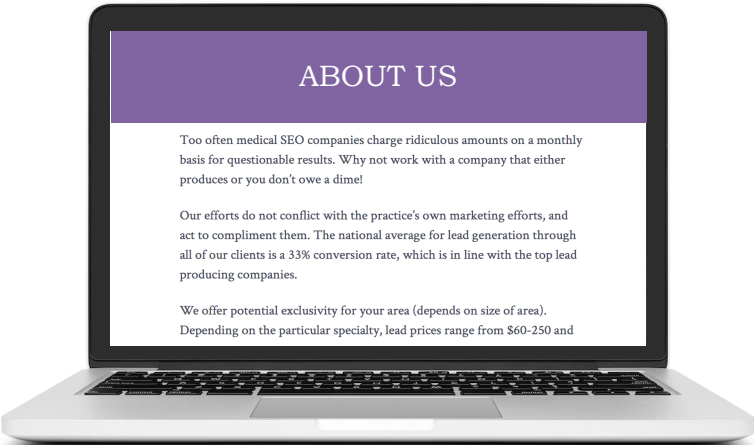 ABOUT US
Too often medical SEO companies charge ridiculous amounts on a monthly
basis for questionable results. Why not work with a company that either
produces or you don't owe a dime!
Our efforts do not conflict with the practice's own marketing efforts, and
act to compliment them. The national average for lead generation through
all of our clients is a 33% conversion rate, which is in line with the top lead
producing companies.
We offer potential exclusivity for your area (depends on size of area).
Depending on the particular specialty, lead prices range from $60-250 and